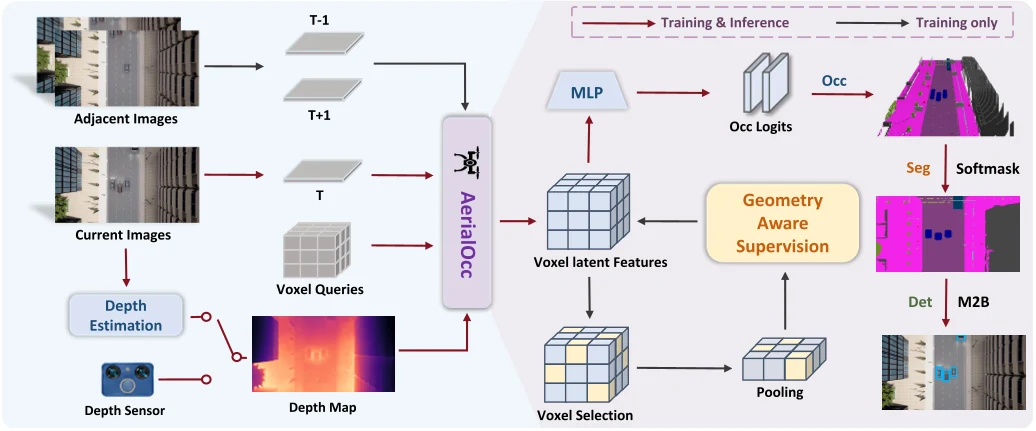 T-1
T+1
Adjacent Images
T
Current Images
Voxel Queries
Depth
Estimation
Depth Sensor
Depth Map
AerialOcc
Training & Inference
Training only
MLP
Occ Logits
Occ
Seg
Softmask
Voxel latent Features
Geometry
Aware
Supervision
Det
M2B
Voxel Selection
Pooling